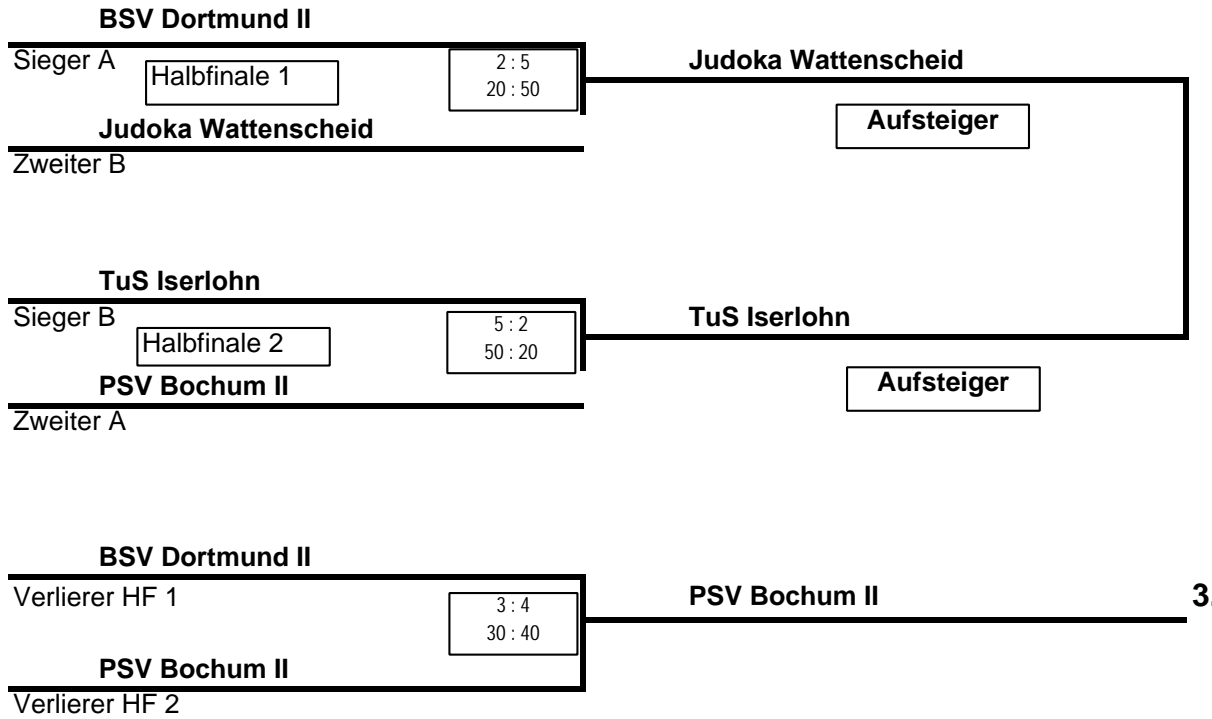 BSV Dortmund II
Sieger A
Halbfinale 1
2 : 5
20 : 50
Judoka Wattenscheid
Aufsteiger
Judoka Wattenscheid
Zweiter B
TuS Iserlohn
Sieger B
Halbfinale 2
5 : 2
50 : 20
TuS Iserlohn
PSV Bochum II
Aufsteiger
Zweiter A
BSV Dortmund II
Verlierer HF 1
3 : 4
30 : 40
PSV Bochum II
3.
PSV Bochum II
Verlierer HF 2